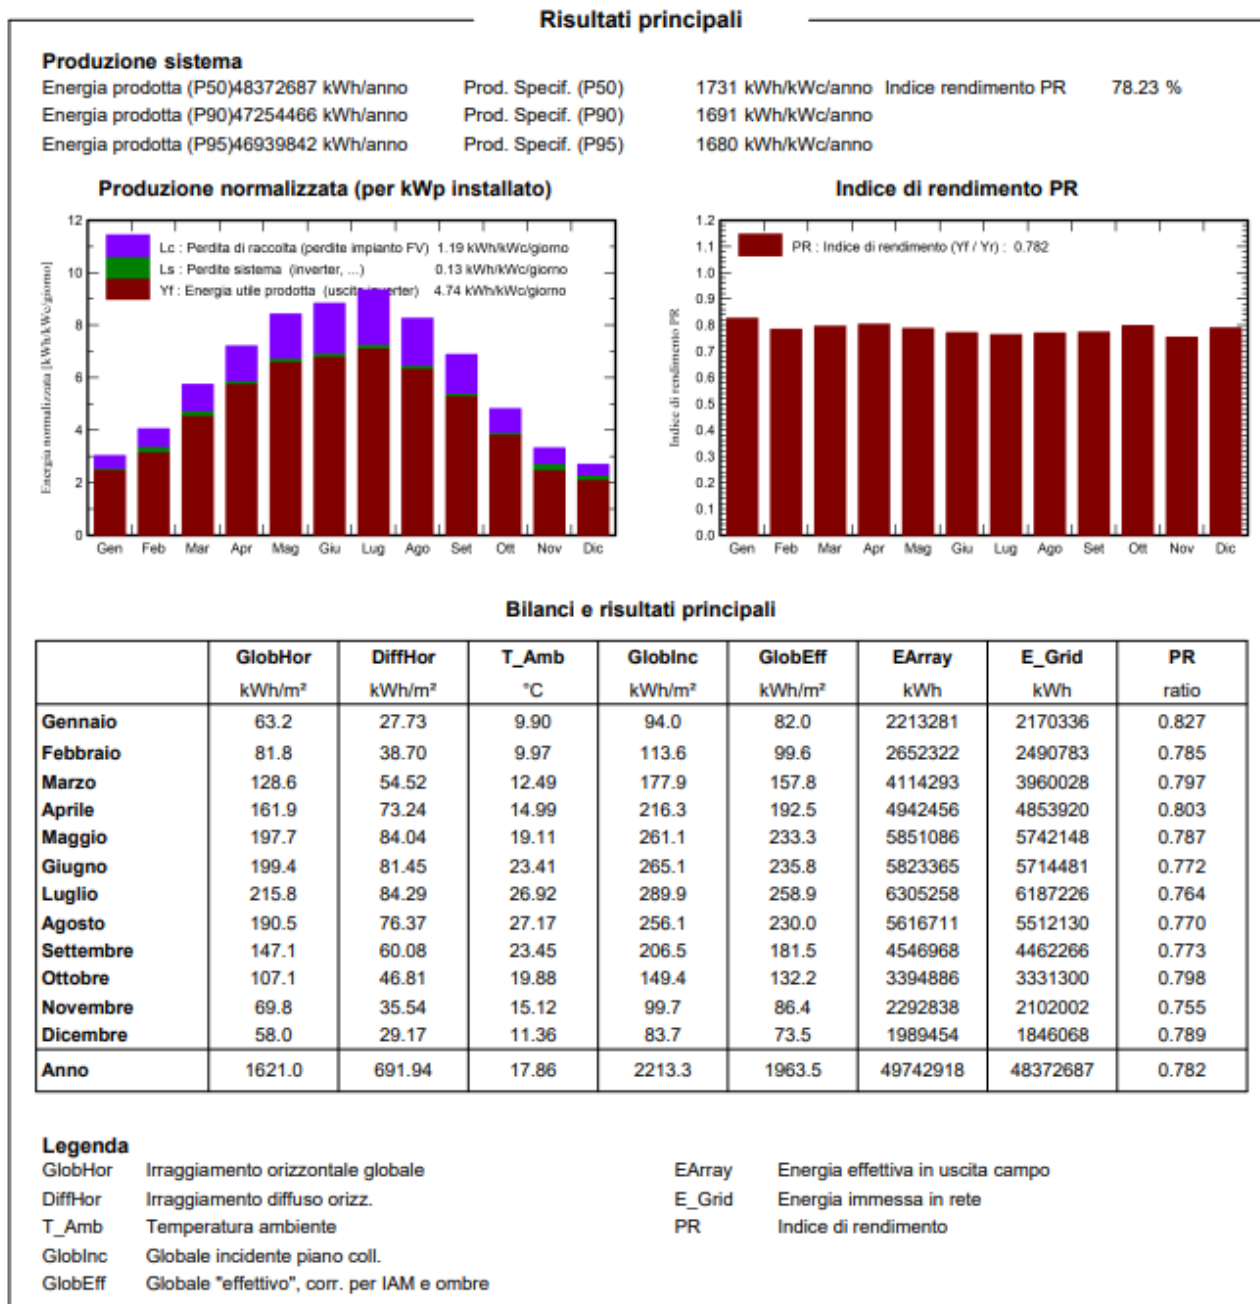 Risultati principali
Produzione sistema
Energia prodotta (P50)48372687 kWh/anno Prod. Specif. (P50) 1731 kWh/kWc/anno Indice rendimento PR 78.23 %
Energia prodotta (P90)47254466 kWh/anno Prod. Specif. (P90) 1691 kWh/kWc/anno
Energia prodotta (P95)46939842 kWh/anno Prod. Specif. (P95) 1680 kWh/kWc/anno
Produzione normalizzata (per kWp installato)
Energia normalizzata [kWh/kWc/giorno]
12
10
8
6
4
2
0
Lc : Perdita di raccolta (perdite impianto FV) 1.19 kWh/kWc/giorno
Ls : Perdite sistema (inverter, ...) 0.13 kWh/kWc/giorno
Yf : Energia utile prodotta (uscita inverter) 4.74 kWh/kWc/giorno
Gen Feb Mar Apr Mag Giu Lug Ago Set Ott Nov Dic
Indice di rendimento PR
Indice di rendimento PR
1.2
1.1
1.0
0.9
0.8
0.7
0.6
0.5
0.4
0.3
0.2
0.1
0.0
PR : Indice di rendimento (Yf / Yr) : 0.782
Gen Feb Mar Apr Mag Giu Lug Ago Set Ott Nov Dic
Bilanci e risultati principali
GlobHor DiffHor T_Amb GlobInc GlobEff EArray E_Grid PR
kWh/m² kWh/m² °C kWh/m² kWh/m² kWh kWh ratio
Gennaio 63.2 27.73 9.90 94.0 82.0 2213281 2170336 0.827
Febbraio 81.8 38.70 9.97 113.6 99.6 2652322 2490783 0.785
Marzo 128.6 54.52 12.49 177.9 157.8 4114293 3960028 0.797
Aprile 161.9 73.24 14.99 216.3 192.5 4942456 4853920 0.803
Maggio 197.7 84.04 19.11 261.1 233.3 5851086 5742148 0.787
Giugno 199.4 81.45 23.41 265.1 235.8 5823365 5714481 0.772
Luglio 215.8 84.29 26.92 289.9 258.9 6305258 6187226 0.764
Agosto 190.5 76.37 27.17 256.1 230.0 5616711 5512130 0.770
Settembre 147.1 60.08 23.45 206.5 181.5 4546968 4462266 0.773
Ottobre 107.1 46.81 19.88 149.4 132.2 3394886 3331300 0.798
Novembre 69.8 35.54 15.12 99.7 86.4 2292838 2102002 0.755
Dicembre 58.0 29.17 11.36 83.7 73.5 1989454 1846068 0.789
Anno 1621.0 691.94 17.86 2213.3 1963.5 49742918 48372687 0.782
Legenda
GlobHor Irraggiamento orizzontale globale
DiffHor Irraggiamento diffuso orizz.
T_Amb Temperatura ambiente
GlobInc Globale incidente piano coll.
GlobEff Globale "effettivo", corr. per IAM e ombre
EArray Energia effettiva in uscita campo
E_Grid Energia immessa in rete
PR Indice di rendimento